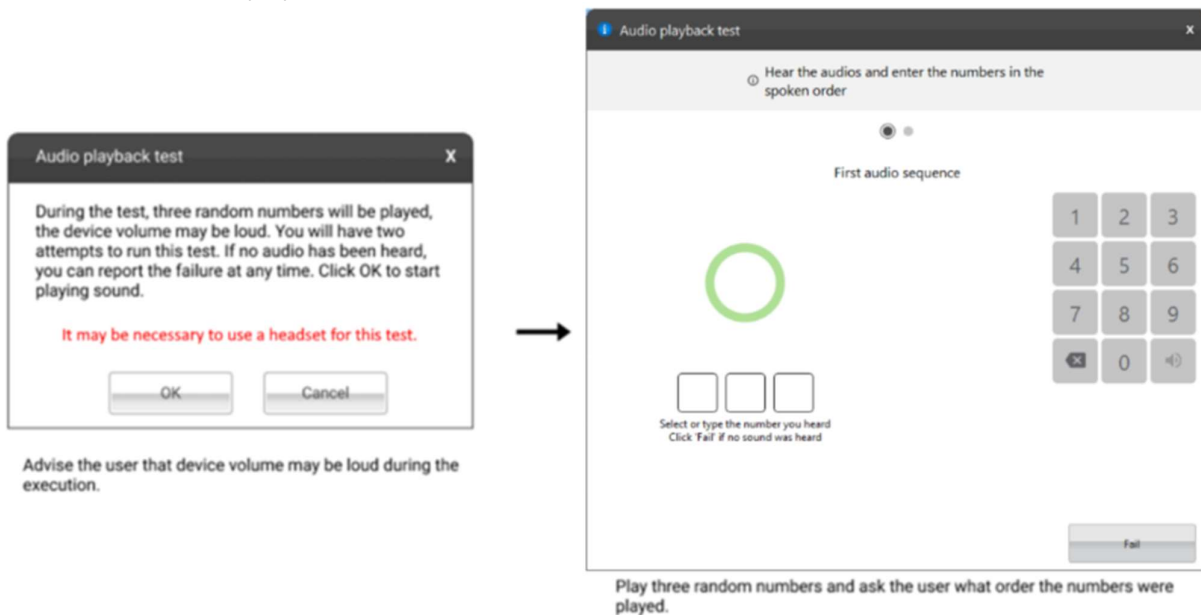 Audio playback test X
During the test, three random numbers will be played,
the device volume may be loud. You will have two
attempts to run this test. If no audio has been heard,
you can report the failure at any time. Click OK to start
playing sound.
It may be necessary to use a headset for this test.
OK Cancel
Advise the user that device volume may be loud during the
execution.
Audio playback test x
Hear the audios and enter the numbers in the
spoken order
First audio sequence
1 2 3
4 5 6
7 8 9
0
Select or type the number you heard
Click 'Fail' if no sound was heard
Fail
Play three random numbers and ask the user what order the numbers were
played.